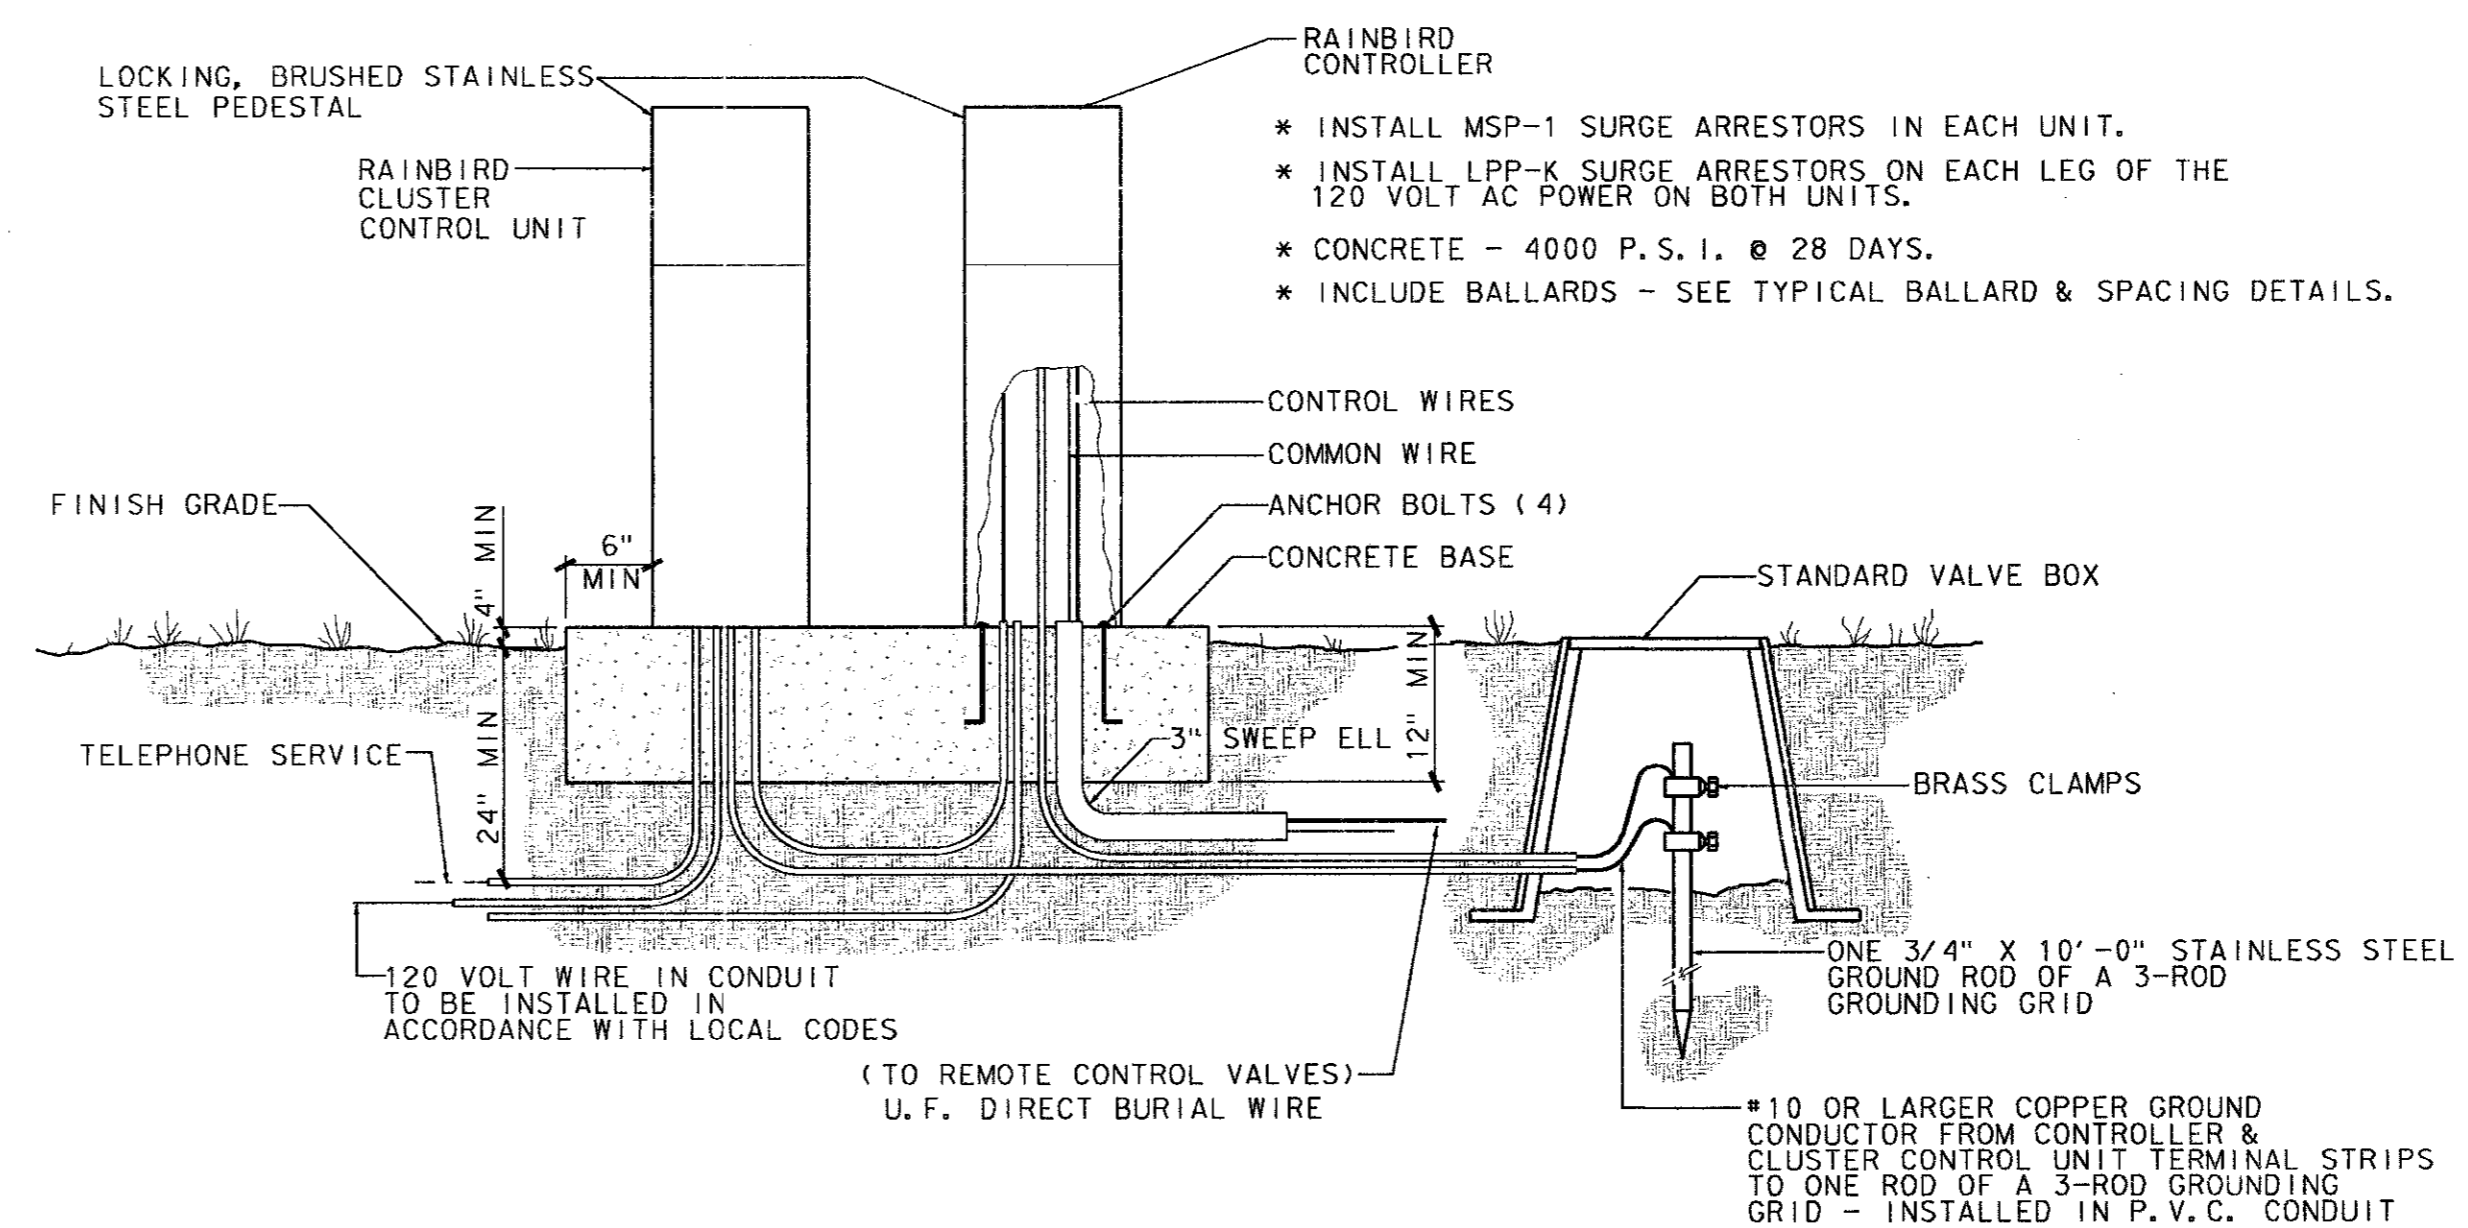 RAINBIRD
CONTROLLER
LOCKING, BRUSHED STAINLESS
STEEL PEDESTAL
* INSTALL MSP-1 SURGE ARRESTORS IN EACH UNIT.
RAINBIRD
CLUSTER
CONTROL UNIT
* INSTALL LPP-K SURGE ARRESTORS ON EACH LEG OF THE
120 VOLT AC POWER ON BOTH UNITS.
* CONCRETE - 4000 P.S.I. @ 28 DAYS.
* INCLUDE BALLARDS - SEE TYPICAL BALLARD & SPACING DETAILS.
CONTROL WIRES
COMMON WIRE
FINISH GRADE
4" MIN
6"
MIN
ANCHOR BOLTS (4)
CONCRETE BASE
STANDARD VALVE BOX
12" MIN
TELEPHONE SERVICE
24" MIN
3" SWEEP ELL
BRASS CLAMPS
120 VOLT WIRE IN CONDUIT
TO BE INSTALLED IN
ACCORDANCE WITH LOCAL CODES
ONE 3/4" X 10'-0" STAINLESS STEEL
GROUND ROD OF A 3-ROD
GROUNDING GRID
(TO REMOTE CONTROL VALVES)
U.F. DIRECT BURIAL WIRE
#10 OR LARGER COPPER GROUND
CONDUCTOR FROM CONTROLLER &
CLUSTER CONTROL UNIT TERMINAL STRIPS
TO ONE ROD OF A 3-ROD GROUNDING
GRID - INSTALLED IN P.V.C. CONDUIT